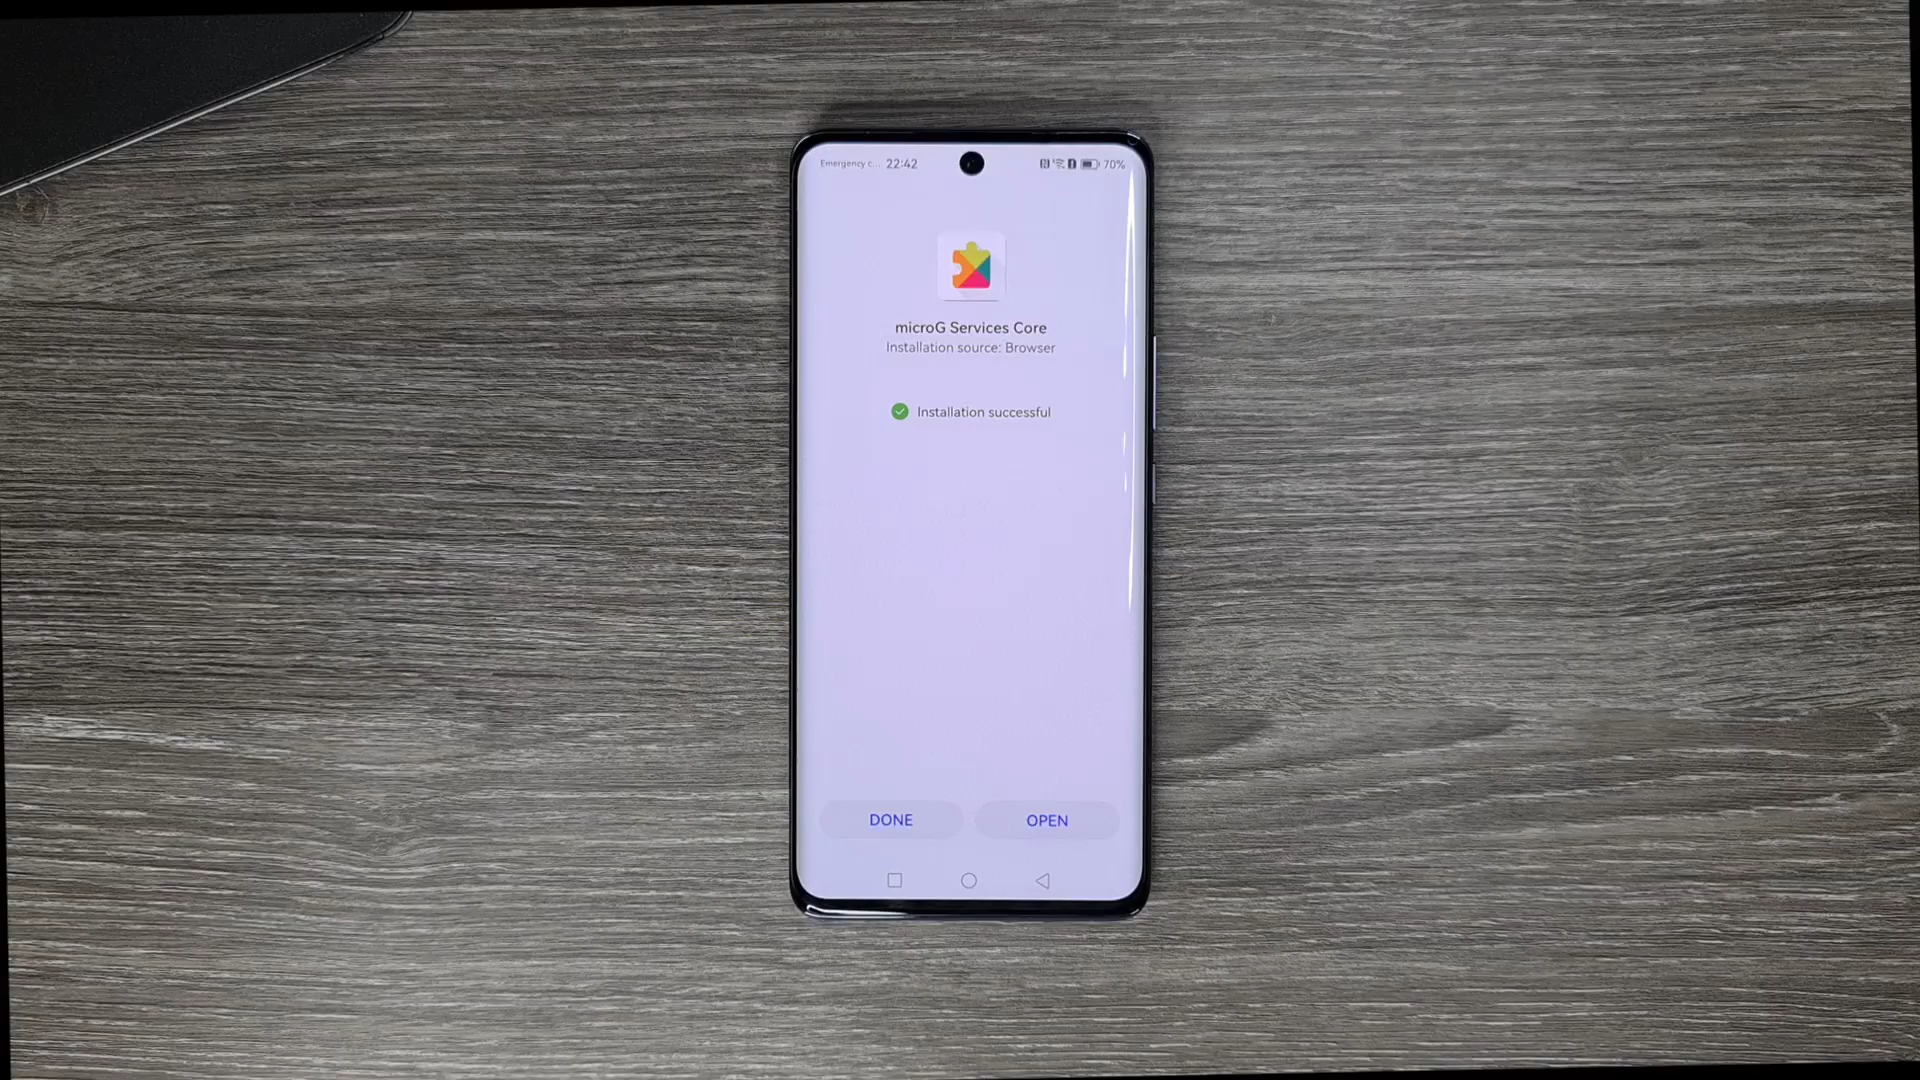 Emergency c... 22:42 70%
microG Services Core
Installation source: Browser
Installation successful
DONE OPEN